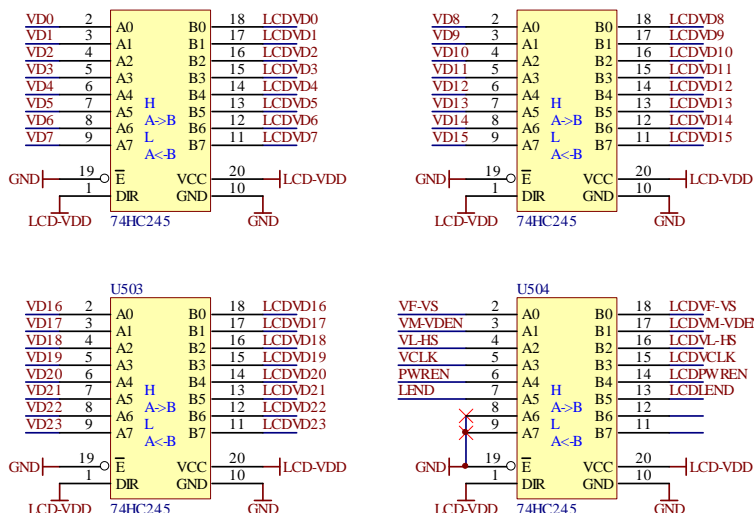 VD0 2 A0 B0 18 LCDVD0
VD1 3 A1 B1 17 LCDVD1
VD2 4 A2 B2 16 LCDVD2
VD3 5 A3 B3 15 LCDVD3
VD4 6 A4 B4 14 LCDVD4
VD5 7 A5 H B5 13 LCDVD5
VD6 8 A6 A->B B6 12 LCDVD6
VD7 9 A7 L B7 11 LCDVD7
A<-B
GND 19 E VCC 20 LCD-VDD
1 DIR GND 10
LCD-VDD 74HC245 GND
VD8 2 A0 B0 18 LCDVD8
VD9 3 A1 B1 17 LCDVD9
VD10 4 A2 B2 16 LCDVD10
VD11 5 A3 B3 15 LCDVD11
VD12 6 A4 B4 14 LCDVD12
VD13 7 A5 H B5 13 LCDVD13
VD14 8 A6 A->B B6 12 LCDVD14
VD15 9 A7 L B7 11 LCDVD15
A<-B
GND 19 E VCC 20 LCD-VDD
1 DIR GND 10
LCD-VDD 74HC245 GND
U503
VD16 2 A0 B0 18 LCDVD16
VD17 3 A1 B1 17 LCDVD17
VD18 4 A2 B2 16 LCDVD18
VD19 5 A3 B3 15 LCDVD19
VD20 6 A4 B4 14 LCDVD20
VD21 7 A5 H B5 13 LCDVD21
VD22 8 A6 A->B B6 12 LCDVD22
VD23 9 A7 L B7 11 LCDVD23
A<-B
GND 19 E VCC 20 LCD-VDD
1 DIR GND 10
LCD-VDD 74HC245 GND
U504
VF-VS 2 A0 B0 18 LCDVF-VS
VM-VDEN 3 A1 B1 17 LCDVM-VDEN
VL-HS 4 A2 B2 16 LCDVL-HS
VCLK 5 A3 B3 15 LCDVCLK
PWREN 6 A4 B4 14 LCDPWREN
LEND 7 A5 H B5 13 LCDLEND
8 A6 A->B B6 12
9 A7 L B7 11
A<-B
GND 19 E VCC 20 LCD-VDD
1 DIR GND 10
LCD-VDD 74HC245 GND